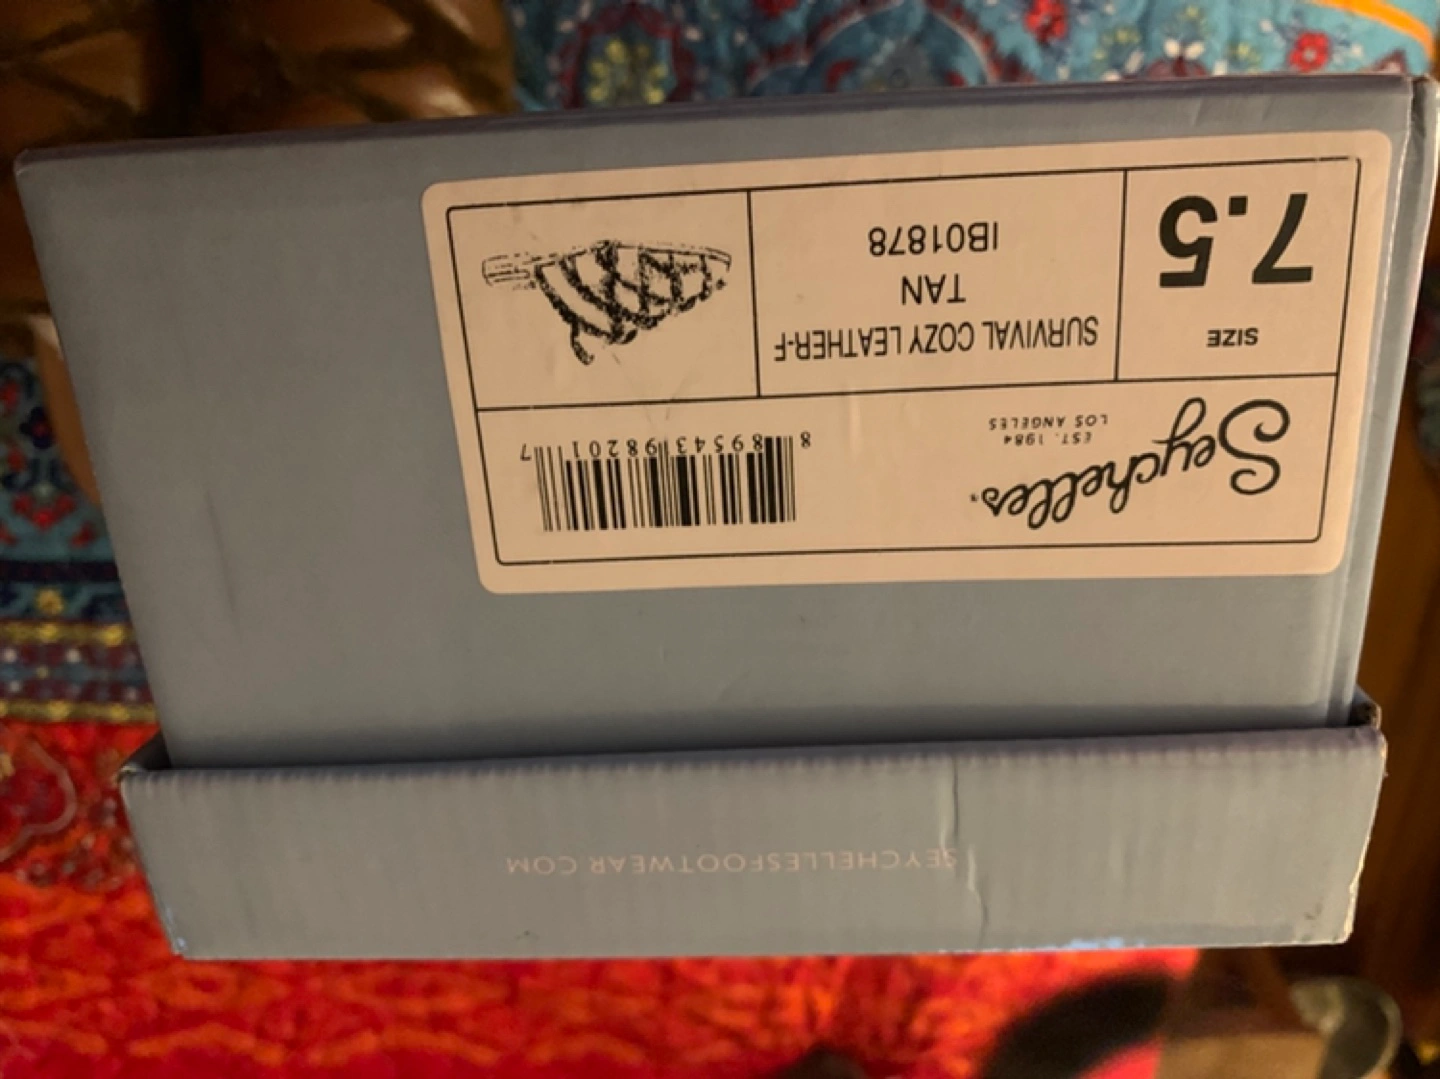 Seychelles®
EST. 1984
LOS ANGELES
8 89543 98201 7
SIZE
7.5
SURVIVAL COZY LEATHER-F
TAN
IB01878
SEYCHELLESFOOTWEAR.COM